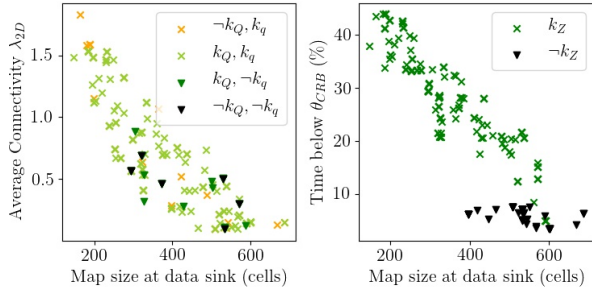 Average Connectivity λ2D
1.5
1.0
0.5
200
400
600
Map size at data sink (cells)
¬kQ, kq
kQ, kq
kQ, ¬kq
¬kQ, ¬kq
Time below θCRB (%)
40
30
20
10
200
400
600
Map size at data sink (cells)
kZ
¬kZ